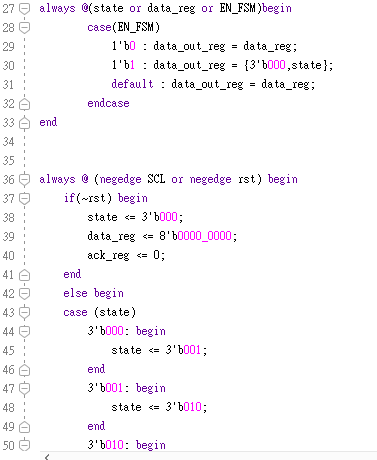 27 always @(state or data_reg or EN_FSM)begin
28 case(EN_FSM)
29 1'b0 : data_out_reg = data_reg;
30 1'b1 : data_out_reg = {3'b000,state};
31 default : data_out_reg = data_reg;
32 endcase
33 end
34
35
36 always @ (negedge SCL or negedge rst) begin
37 if(~rst) begin
38 state <= 3'b000;
39 data_reg <= 8'b0000_0000;
40 ack_reg <= 0;
41 end
42 else begin
43 case (state)
44 3'b000: begin
45 state <= 3'b001;
46 end
47 3'b001: begin
48 state <= 3'b010;
49 end
50 3'b010: begin